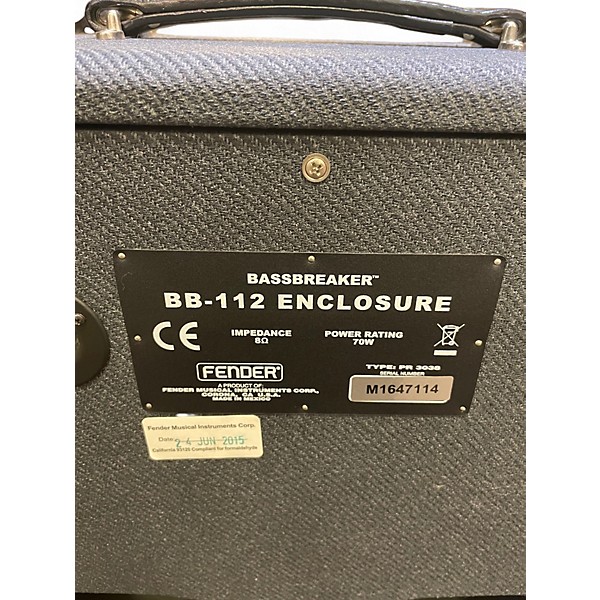 BASSBREAKER™
BB-112 ENCLOSURE
CE
IMPEDANCE
8Ω
POWER RATING
70W
FENDER®
A PRODUCT OF:
FENDER MUSICAL INSTRUMENTS CORP.,
CORONA, CA U.S.A.
MADE IN MEXICO
TYPE: PR 3038
SERIAL NUMBER
M1647114
Fender Musical Instruments Corp.
Date: 24 JUN 2015
California 93120 Compliant for formaldehyde